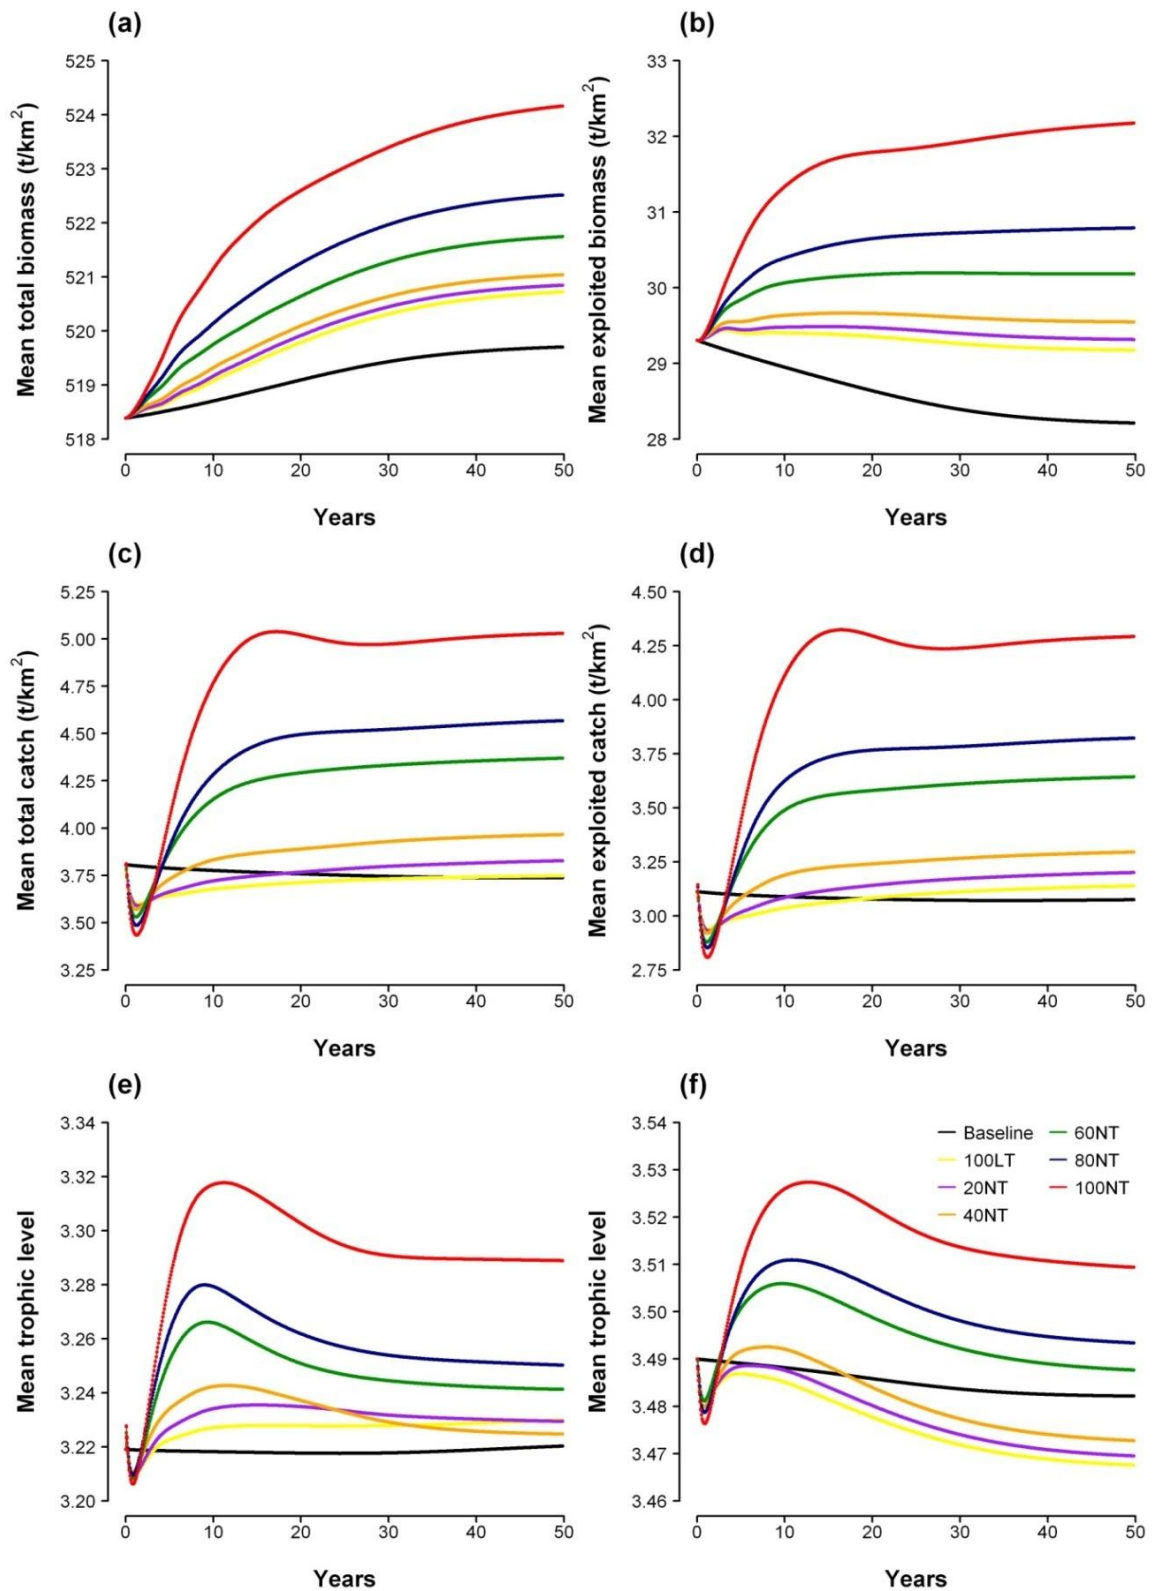 (a)
Mean total biomass (t/km²)
525
524
523
522
521
520
519
518
0 10 20 30 40 50
Years
(b)
Mean exploited biomass (t/km²)
33
32
31
30
29
28
0 10 20 30 40 50
Years
(c)
Mean total catch (t/km²)
5.25
5.00
4.75
4.50
4.25
4.00
3.75
3.50
3.25
0 10 20 30 40 50
Years
(d)
Mean exploited catch (t/km²)
4.50
4.25
4.00
3.75
3.50
3.25
3.00
2.75
0 10 20 30 40 50
Years
(e)
Mean trophic level
3.34
3.32
3.30
3.28
3.26
3.24
3.22
3.20
0 10 20 30 40 50
Years
(f)
Mean trophic level
3.54
3.53
3.52
3.51
3.50
3.49
3.48
3.47
3.46
Baseline
100LT
20NT
40NT
60NT
80NT
100NT
0 10 20 30 40 50
Years